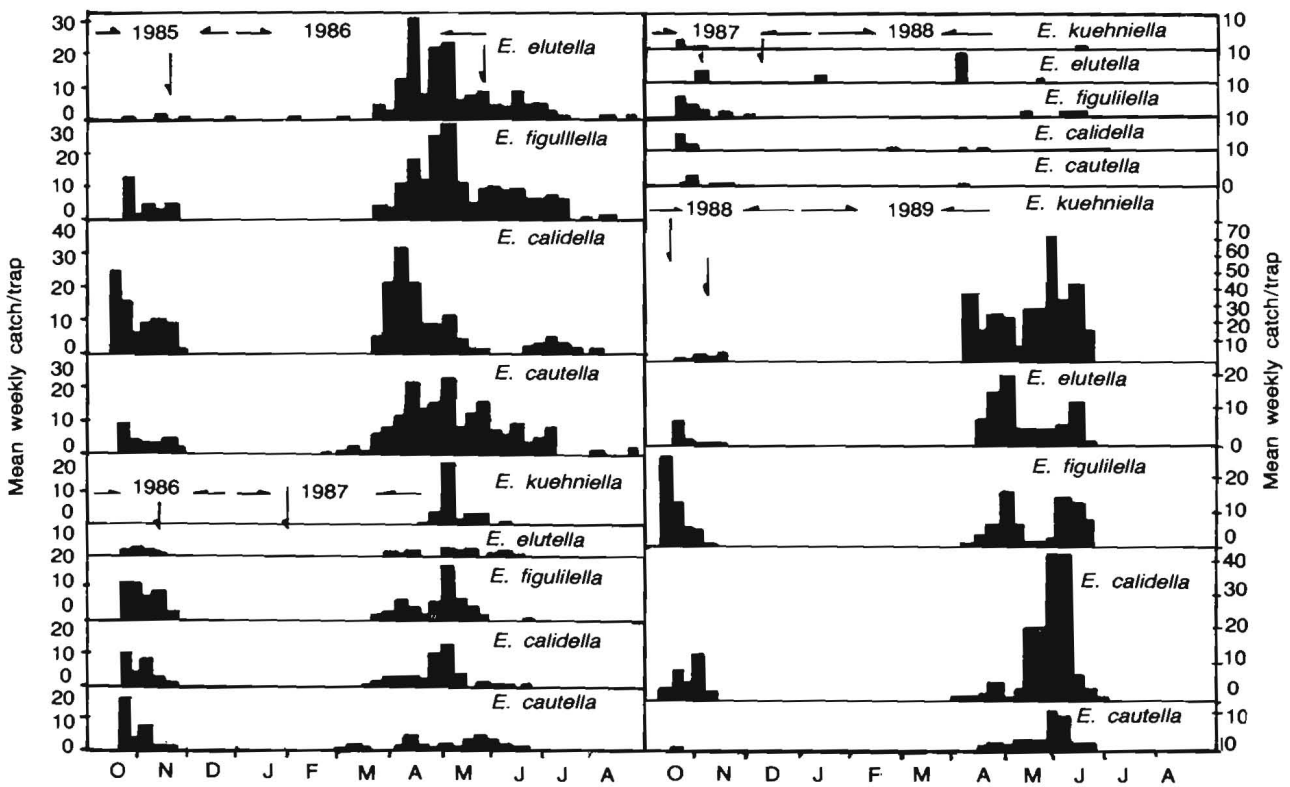 Mean weekly catch/trap
30
20
10
0
1985 1986
E. elutella
30
20
10
0
E. figulllella
40
30
20
10
0
E. calidella
30
20
10
0
E. cautella
20
10
0
1986 1987
E. kuehniella
10
E. elutella
20
10
0
E. figulilella
20
10
0
E. calidella
20
10
0
E. cautella
O N D J F M A M J J A
10
1987 1988
E. kuehniella
10
E. elutella
10
E. figulilella
10
E. calidella
10
E. cautella
0
1988 1989
E. kuehniella
70
60
50
40
30
20
10
E. elutella
20
10
0
E. figulilella
20
10
0
E. calidella
40
30
20
10
0
E. cautella
10
10
O N D J F M A M J J A
Mean weekly catch/trap